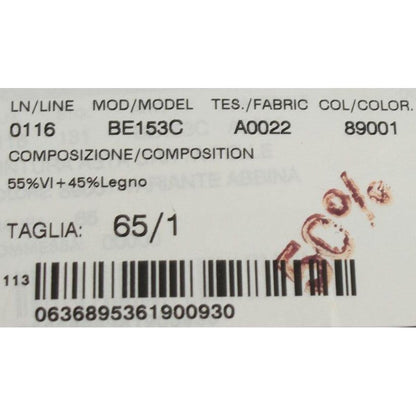 LN/LINE MOD/MODEL TES./FABRIC COL/COLOR.
0116 BE153C A0022 89001
COMPOSIZIONE/COMPOSITION
55%VI+45%Legno
TAGLIA: 65/1
50%
113
0636895361900930